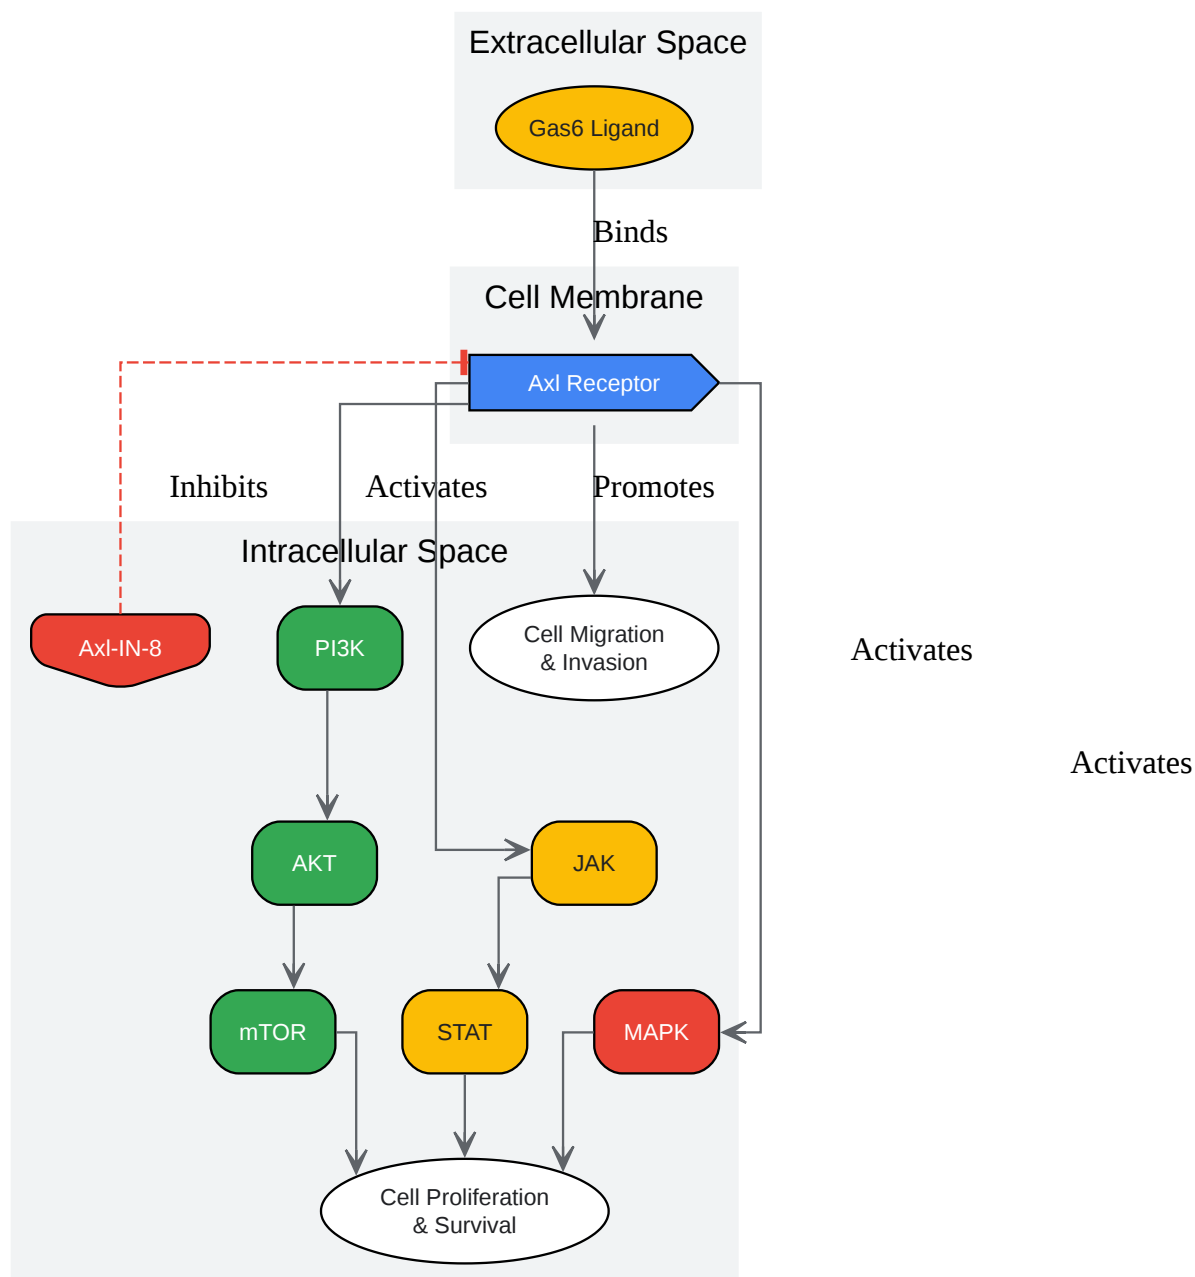 Extracellular Space
Gas6 Ligand
Binds
Cell Membrane
Axl Receptor
Inhibits
Activates
Promotes
Intracellular Space
Axl-IN-8
PI3K
Cell Migration
& Invasion
Activates
Activates
AKT
JAK
mTOR
STAT
MAPK
Cell Proliferation
& Survival